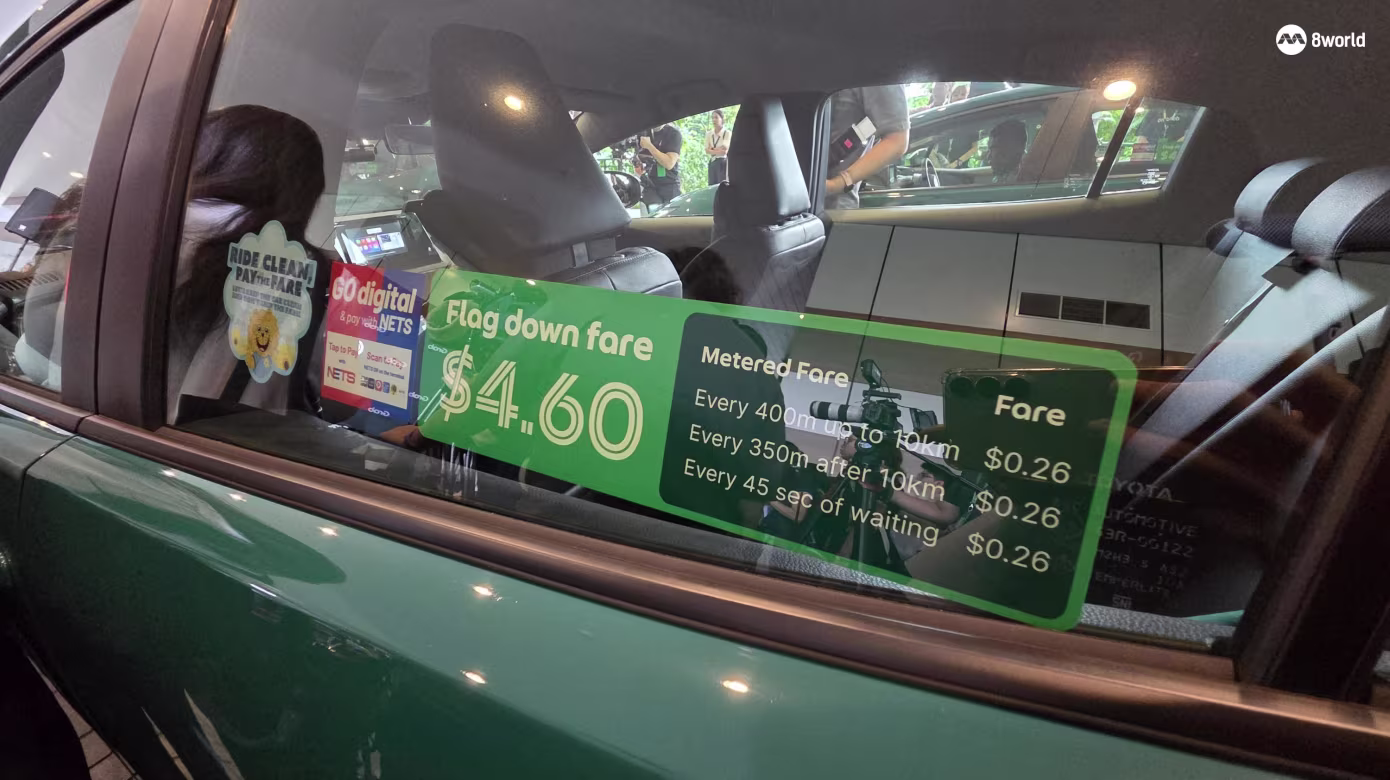 8world
RIDE CLEAN,
PAY THE FARE
GO digital
& pay with NETS
Tap to Pay
with
NETS
Scan to Pay
Flag down fare
$4.60
Metered Fare
Fare
Every 400m up to 10km $0.26
Every 350m after 10km $0.26
Every 45 sec of waiting $0.26
TOYOTA